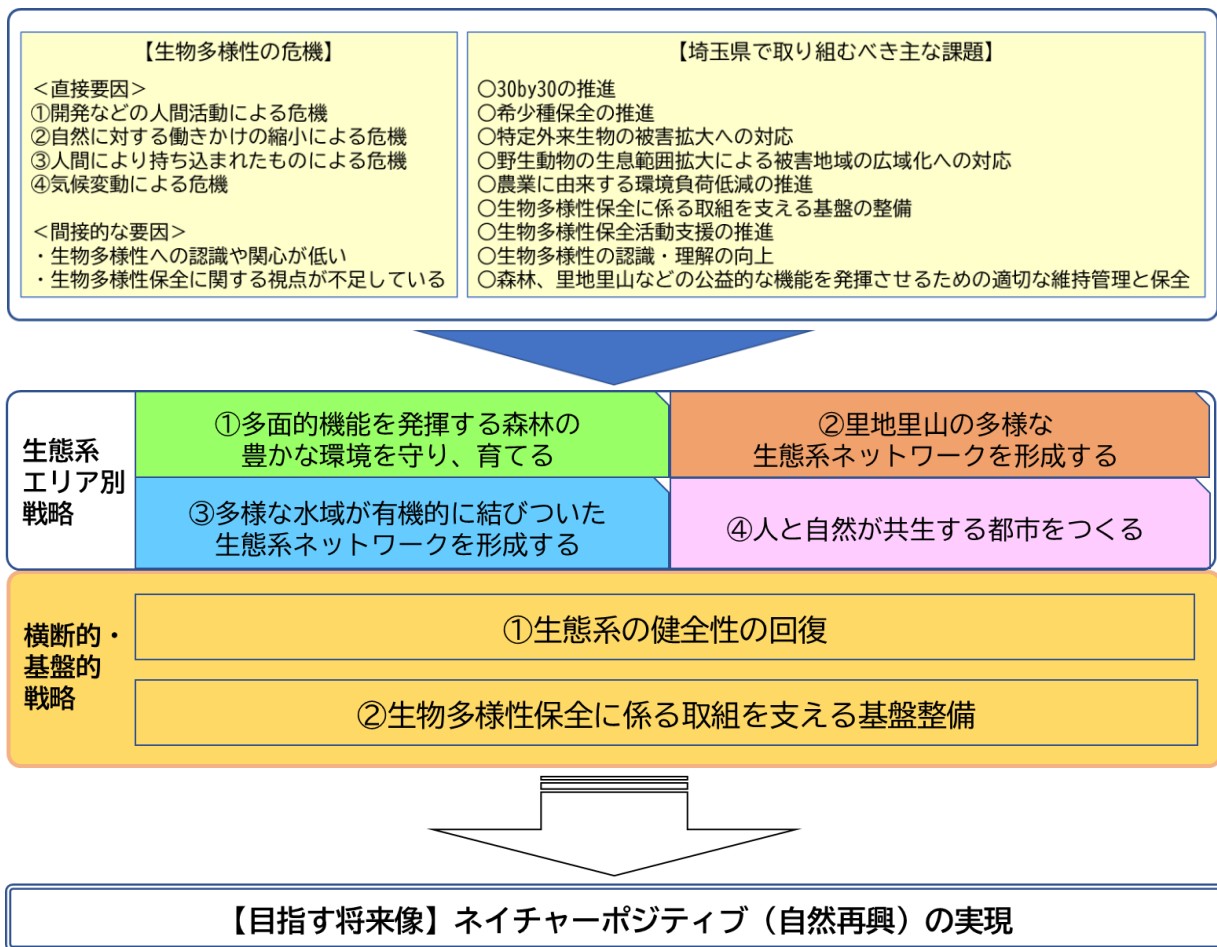 【生物多様性の危機】
<直接要因>
①開発などの人間活動による危機
②自然に対する働きかけの縮小による危機
③人間により持ち込まれたものによる危機
④気候変動による危機
<間接的な要因>
・生物多様性への認識や関心が低い
・生物多様性保全に関する視点が不足している
【埼玉県で取り組むべき主な課題】
○30by30の推進
○希少種保全の推進
○特定外来生物の被害拡大への対応
○野生動物の生息範囲拡大による被害地域の広域化への対応
○農業に由来する環境負荷低減の推進
○生物多様性保全に係る取組を支える基盤の整備
○生物多様性保全活動支援の推進
○生物多様性の認識・理解の向上
○森林、里地里山などの公益的な機能を発揮させるための適切な維持管理と保全
生態系
エリア別
戦略
①多面的機能を発揮する森林の
豊かな環境を守り、育てる
②里地里山の多様な
生態系ネットワークを形成する
③多様な水域が有機的に結びついた
生態系ネットワークを形成する
④人と自然が共生する都市をつくる
横断的・
基盤的
戦略
①生態系の健全性の回復
②生物多様性保全に係る取組を支える基盤整備
【目指す将来像】ネイチャーポジティブ（自然再興）の実現